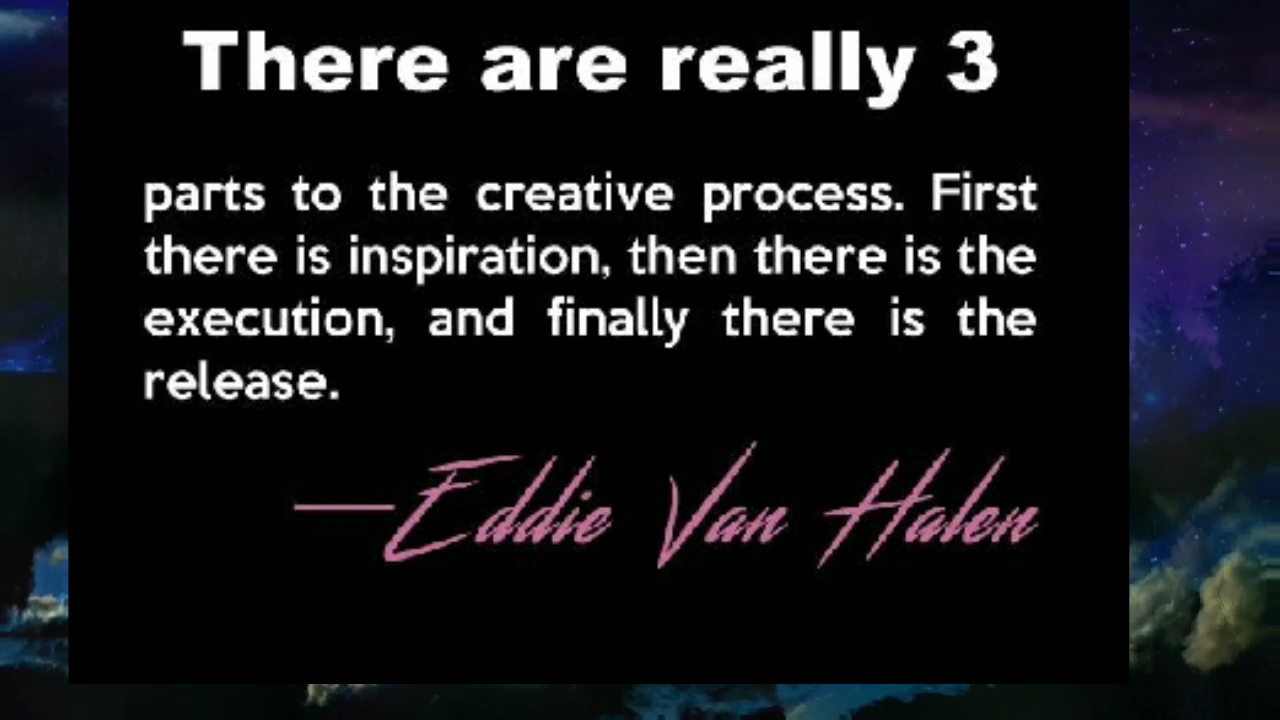 There are really 3
parts to the creative process. First
there is inspiration, then there is the
execution, and finally there is the
release.
—Eddie Van Halen